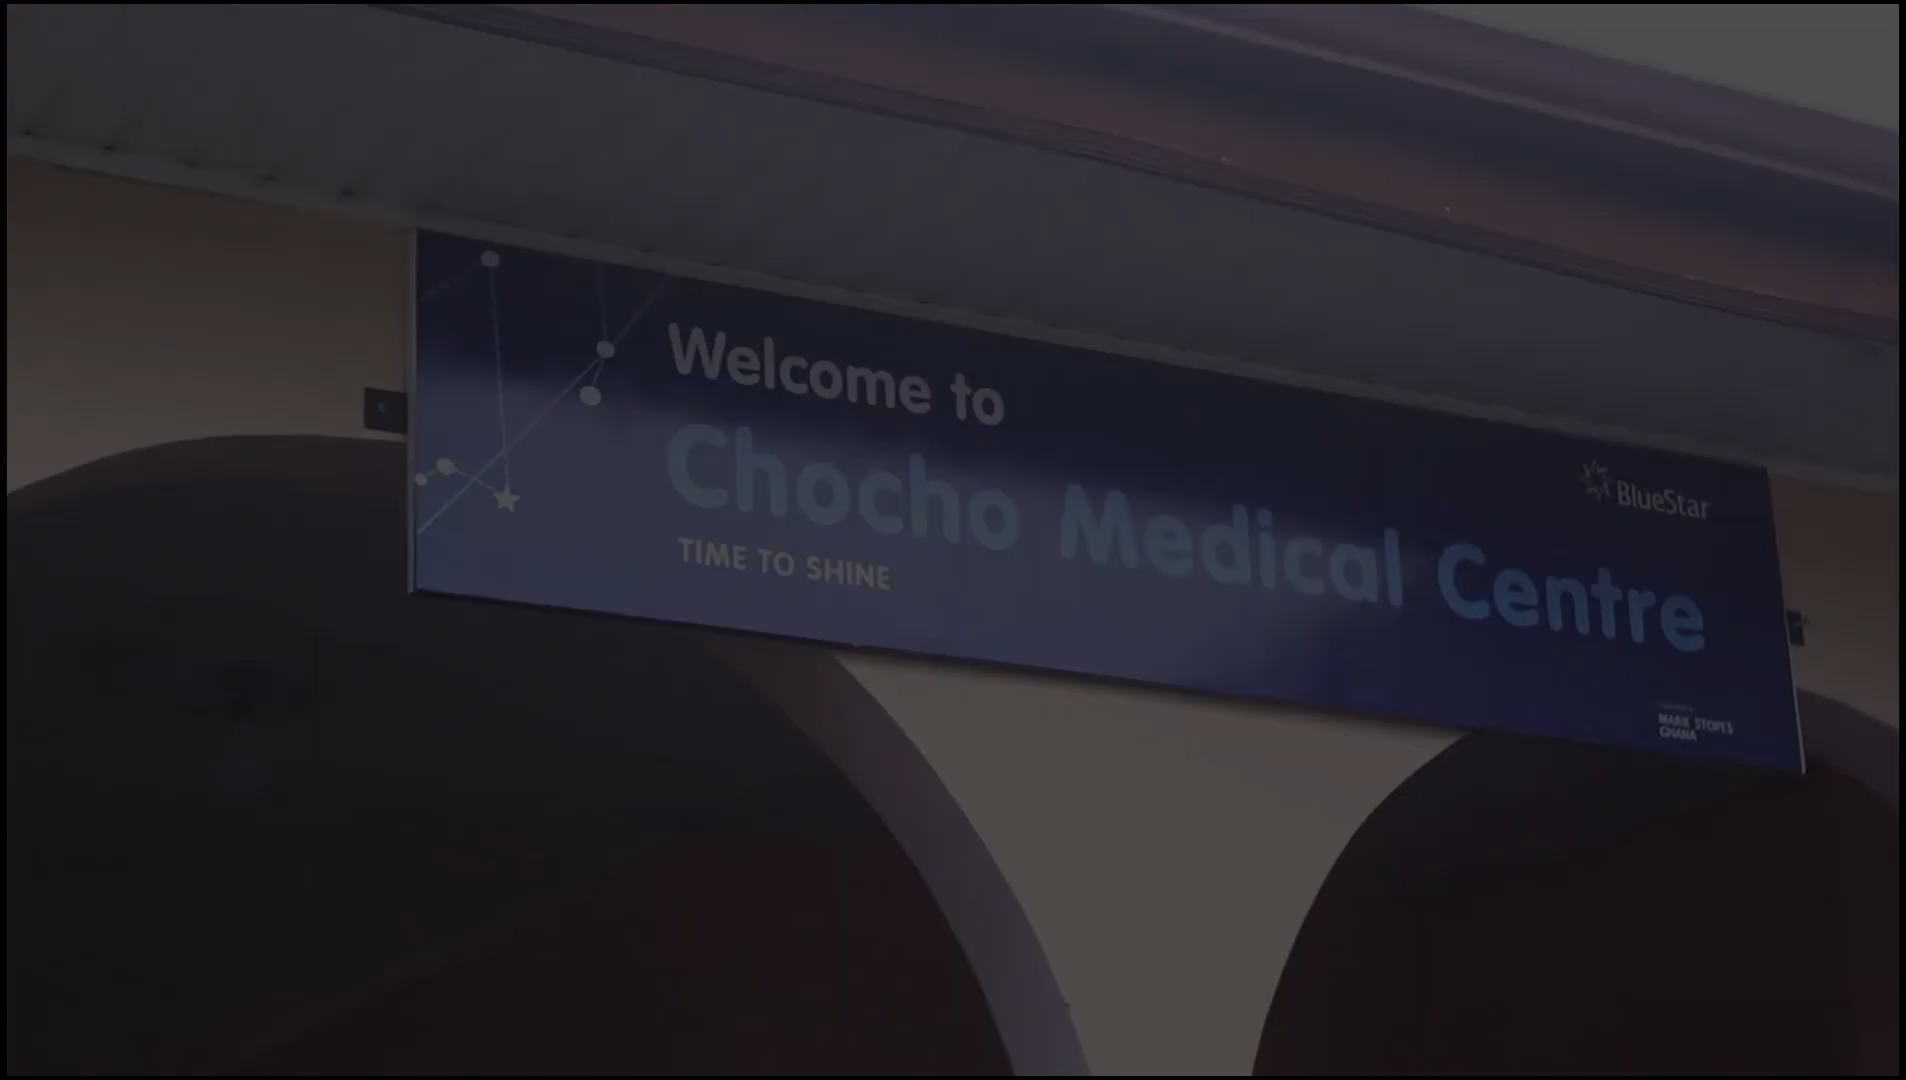 Welcome to
Chocho Medical Centre
TIME TO SHINE
BlueStar
MARIE STOPES
GHANA